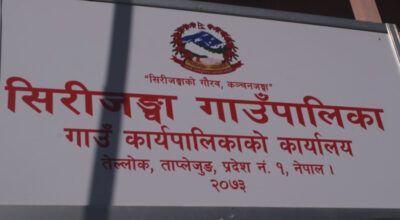 "सिरीजङ्घाको गौरव, कञ्चनजङ्घा"
सिरीजङ्घा गाउँपालिका
गाउँ कार्यपालिकाको कार्यालय
तेल्लोक, ताप्लेजुङ, प्रदेश नं. १, नेपाल ।
२०७३